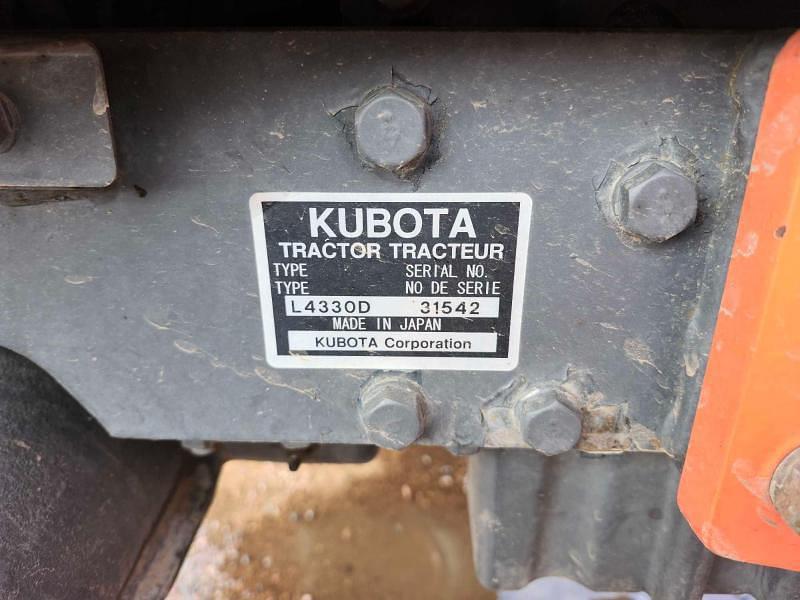 KUBOTA
TRACTOR TRACTEUR
TYPE SERIAL NO.
TYPE NO DE SERIE
L4330D 31542
MADE IN JAPAN
KUBOTA Corporation